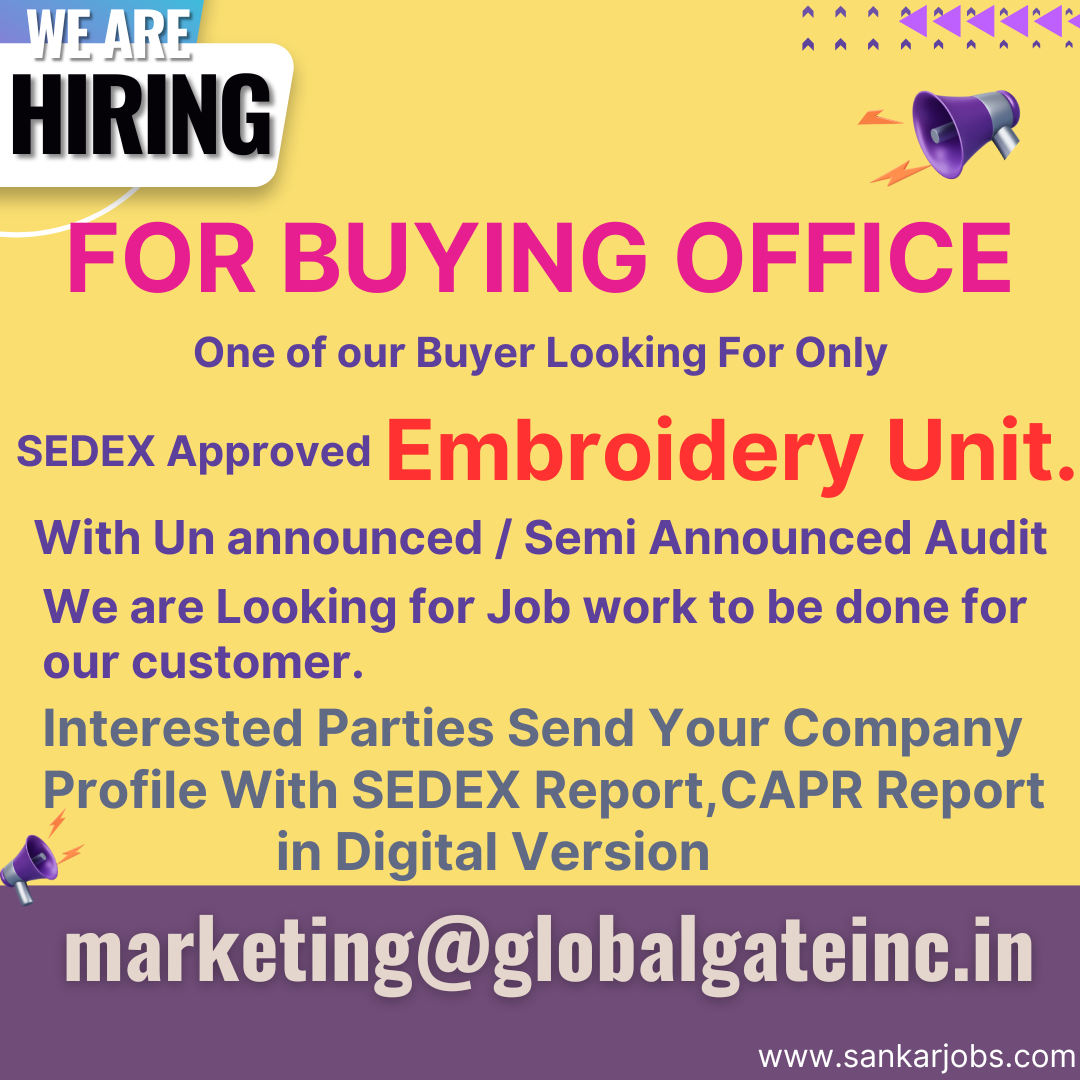 WE ARE
HIRING
FOR BUYING OFFICE
One of our Buyer Looking For Only
SEDEX Approved Embroidery Unit.
With Un announced / Semi Announced Audit
We are Looking for Job work to be done for
our customer.
Interested Parties Send Your Company
Profile With SEDEX Report,CAPR Report
in Digital Version
marketing@globalgateinc.in
www.sankarjobs.com